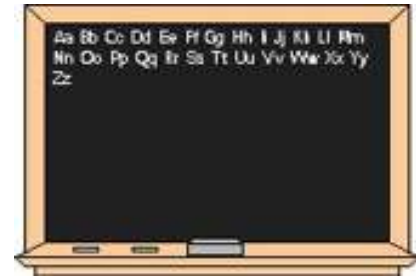 Aa Bb Cc Dd Ee Ff Gg Hh Ii Jj Kk Ll Mm
Nn Oo Pp Qq Rr Ss Tt Uu Vv Ww Xx Yy
Zz